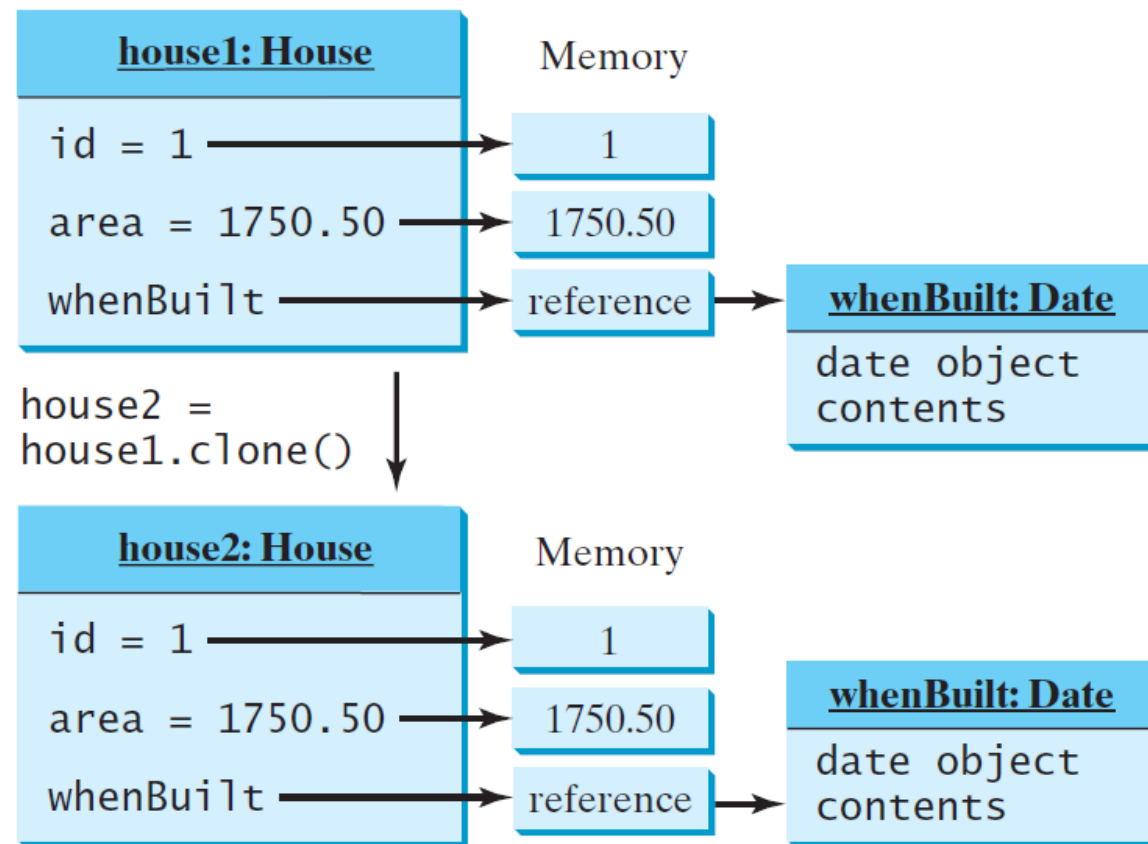 house1: House
Memory
id = 1
1
area = 1750.50
1750.50
whenBuilt
reference
whenBuilt: Date
date object
contents
house2 =
house1.clone()
house2: House
Memory
id = 1
1
area = 1750.50
1750.50
whenBuilt
reference
whenBuilt: Date
date object
contents